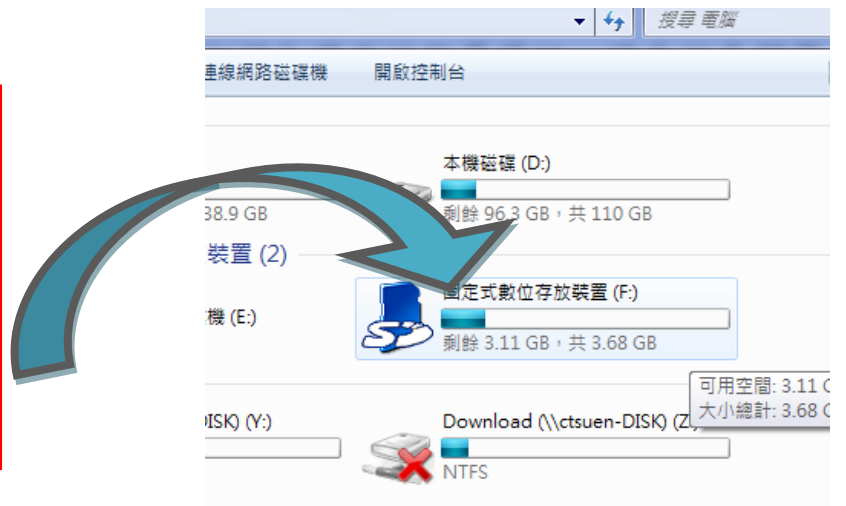 搜尋 電腦
連線網路磁碟機 開啟控制台
本機磁碟 (D:)
38.9 GB
剩餘 96.3 GB，共 110 GB
裝置 (2)
固定式數位存放裝置 (F:)
機 (E:)
剩餘 3.11 GB，共 3.68 GB
可用空間: 3.11 G
大小總計: 3.68 G
DISK) (Y:)
Download (\\ctsuen-DISK) (Z:)
NTFS